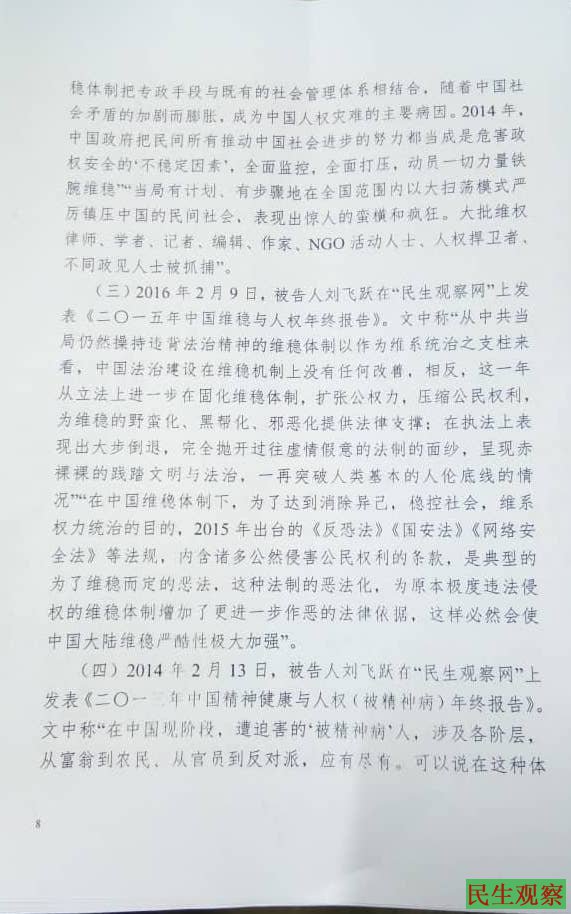 稳体制把专政手段与既有的社会管理体系相结合，随着中国社
会矛盾的加剧而膨胀，成为中国人权灾难的主要病因。2014 年，
中国政府把民间所有推动中国社会进步的努力都当成是危害政
权安全的‘不稳定因素’，全面监控，全面打压，动员一切力量铁
腕维稳”“当局有计划、有步骤地在全国范围内以大扫荡模式严
厉镇压中国的民间社会，表现出惊人的蛮横和疯狂。大批维权
律师、学者、记者、编辑、作家、NGO 活动人士、人权捍卫者、
不同政见人士被抓捕”。
（三）2016 年 2 月 9 日，被告人刘飞跃在“民生观察网”上发
表《二〇一五年中国维稳与人权年终报告》。文中称“从中共当
局仍然操持违背法治精神的维稳体制以作为维系统治之支柱来
看，中国法治建设在维稳机制上没有任何改善，相反，这一年
从立法上进一步在固化维稳体制，扩张公权力，压缩公民权利，
为维稳的野蛮化、黑帮化、邪恶化提供法律支撑；在执法上表
现出大步倒退，完全抛开过往虚情假意的法制的面纱，呈现赤
裸裸的践踏文明与法治，一再突破人类基本的人伦底线的情
况”“在中国维稳体制下，为了达到消除异己，稳控社会，维系
权力统治的目的，2015 年出台的《反恐法》《国安法》《网络安
全法》等法规，内含诸多公然侵害公民权利的条款，是典型的
为了维稳而定的恶法，这种法制的恶法化，为原本极度违法侵
权的维稳体制增加了更进一步作恶的法律依据，这样必然会使
中国大陆维稳严酷性极大加强”。
（四）2014 年 2 月 13 日，被告人刘飞跃在“民生观察网”上
发表《二〇一三年中国精神健康与人权（被精神病）年终报告》。
文中称“在中国现阶段，遭迫害的‘被精神病’人，涉及各阶层，
从富翁到农民、从官员到反对派，应有尽有。可以说在这种体
8
民生观察